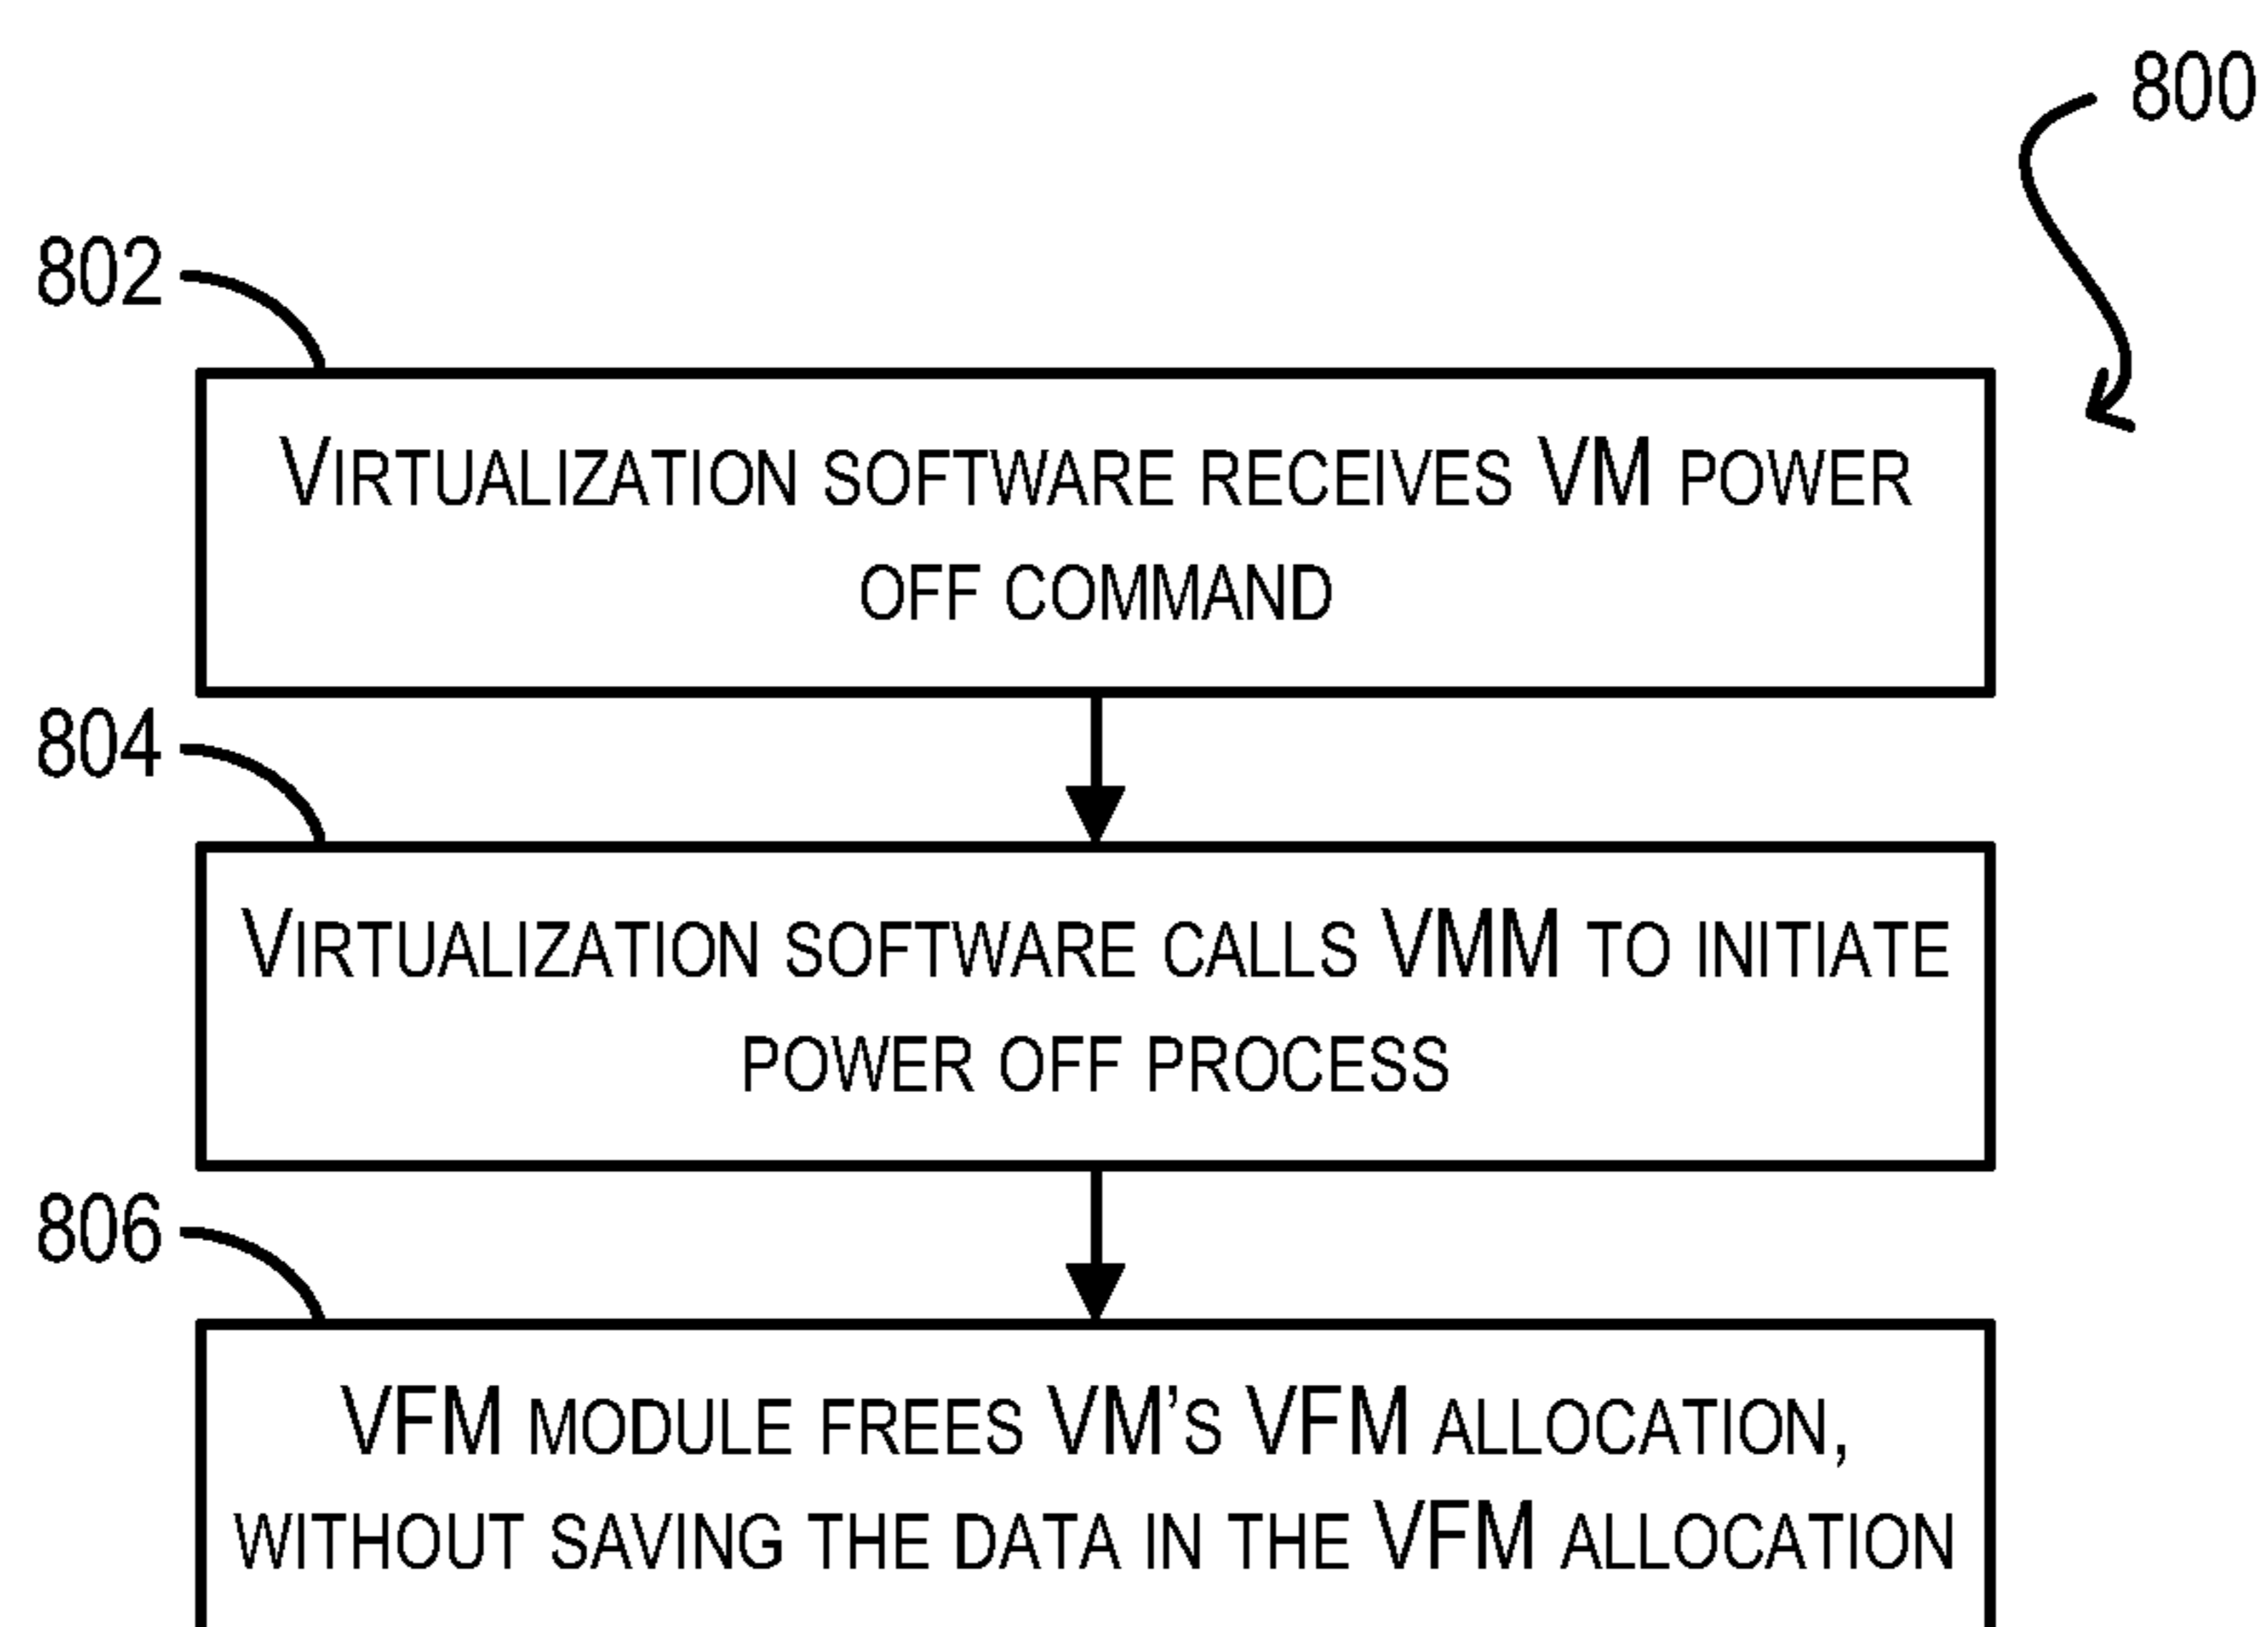 800
802
VIRTUALIZATION SOFTWARE RECEIVES VM POWER
OFF COMMAND
804
VIRTUALIZATION SOFTWARE CALLS VMM TO INITIATE
POWER OFF PROCESS
806
VFM MODULE FREES VM’S VFM ALLOCATION,
WITHOUT SAVING THE DATA IN THE VFM ALLOCATION